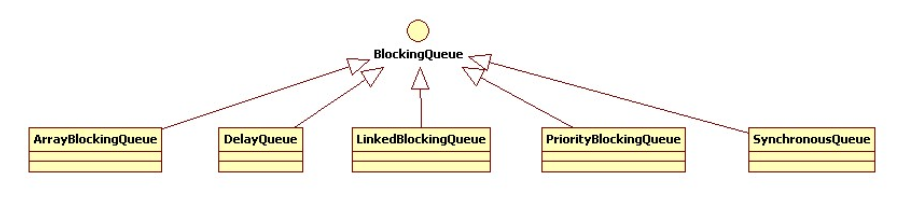 BlockingQueue
ArrayBlockingQueue
DelayQueue
LinkedBlockingQueue
PriorityBlockingQueue
SynchronousQueue